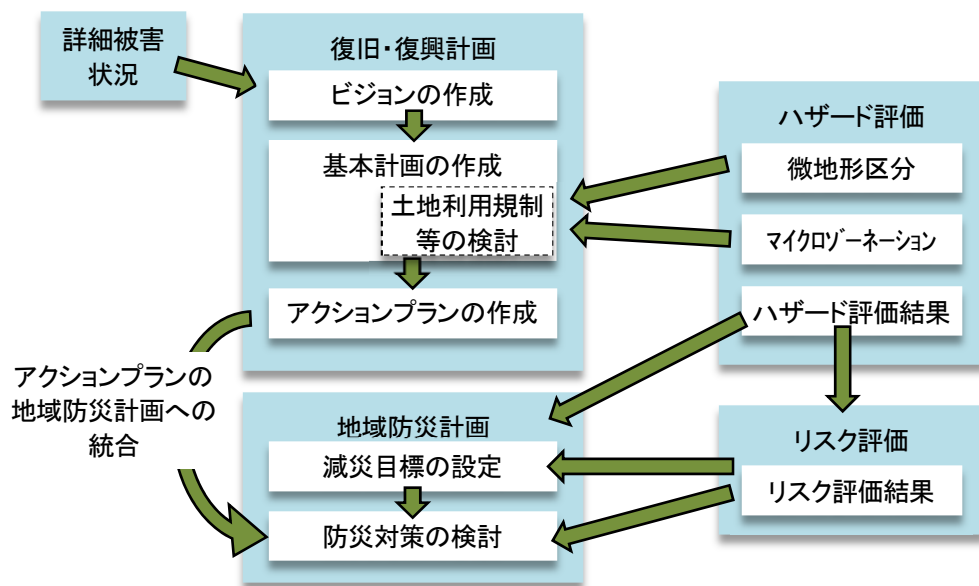 詳細被害
状況
復旧・復興計画
ビジョンの作成
基本計画の作成
土地利用規制
等の検討
アクションプランの作成
ハザード評価
微地形区分
マイクロゾーネーション
ハザード評価結果
アクションプランの
地域防災計画への
統合
地域防災計画
減災目標の設定
防災対策の検討
リスク評価
リスク評価結果